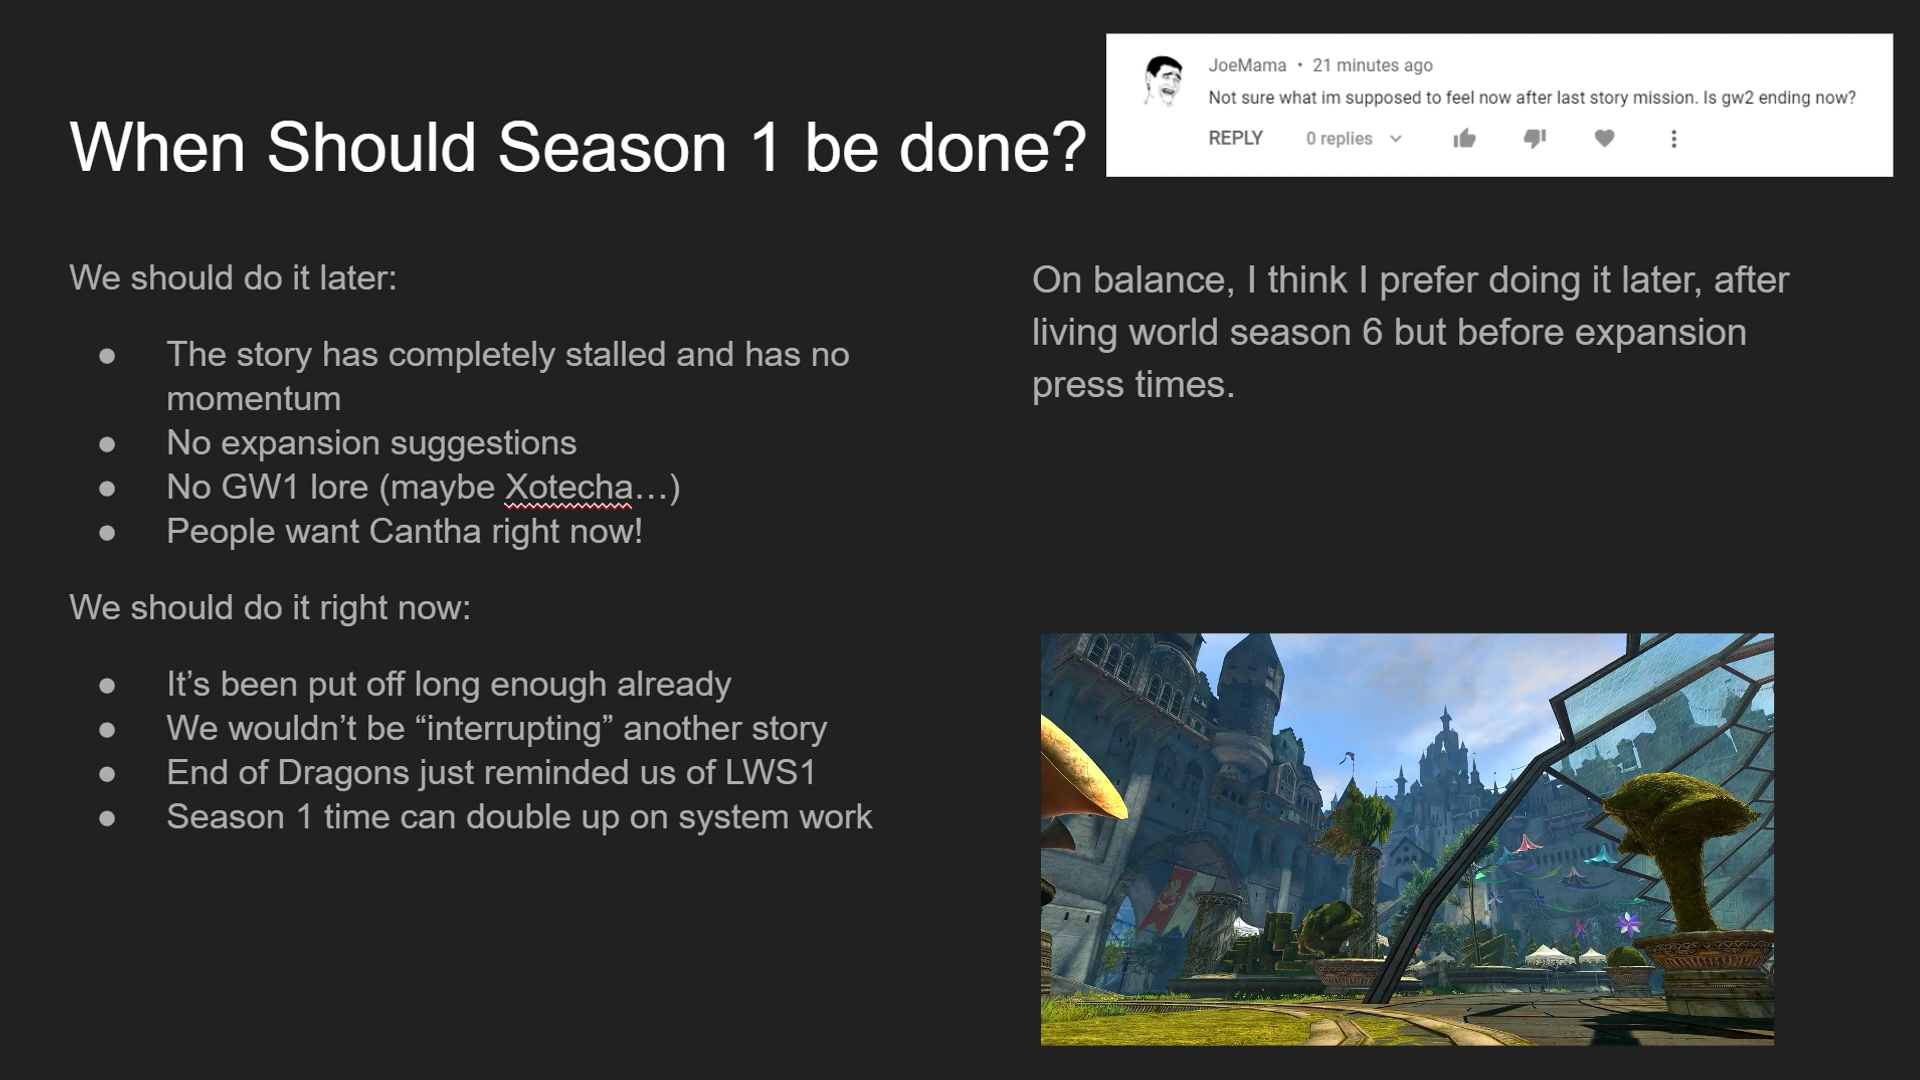 When Should Season 1 be done?
JoeMama • 21 minutes ago
Not sure what im supposed to feel now after last story mission. Is gw2 ending now?
REPLY 0 replies
We should do it later:
● The story has completely stalled and has no
momentum
● No expansion suggestions
● No GW1 lore (maybe Xotecha…)
● People want Cantha right now!
We should do it right now:
● It’s been put off long enough already
● We wouldn’t be “interrupting” another story
● End of Dragons just reminded us of LWS1
● Season 1 time can double up on system work
On balance, I think I prefer doing it later, after
living world season 6 but before expansion
press times.